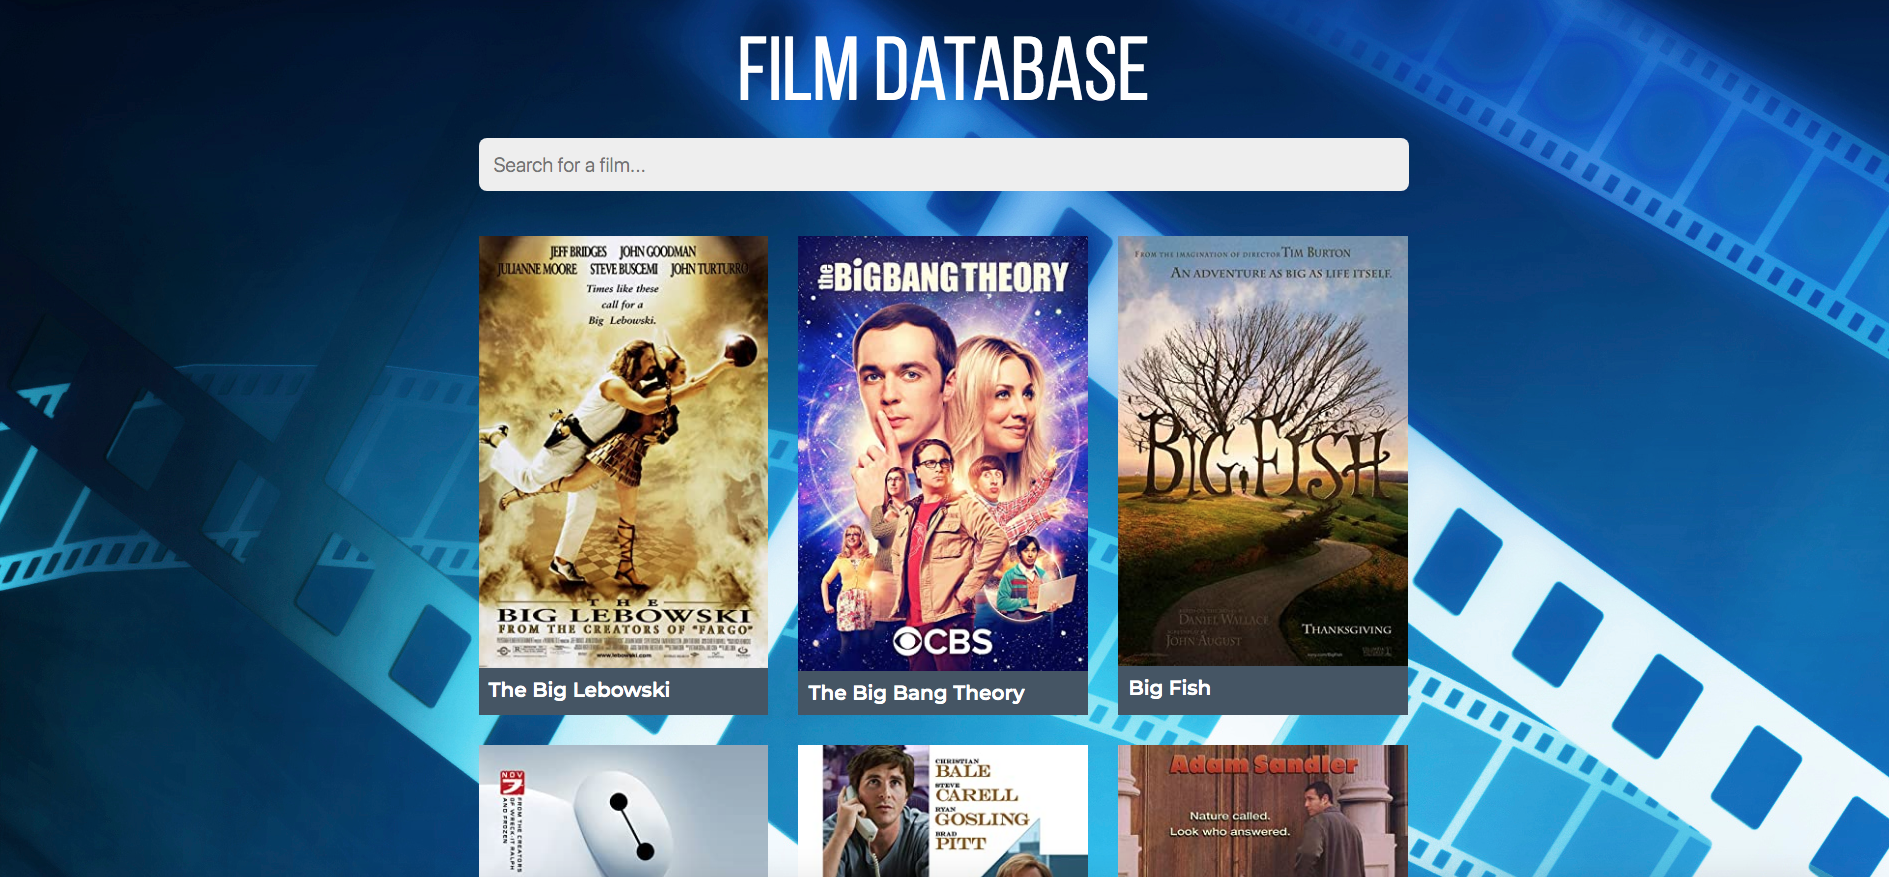 FILM DATABASE
Search for a film...
JEFF BRIDGES JOHN GOODMAN
JULIANNE MOORE STEVE BUSCEMI JOHN TURTURRO
Times like these
call for a
Big Lebowski.
THE
BIG LEBOWSKI
FROM THE CREATORS OF "FARGO"
www.lebowski.com
The Big Lebowski
the BiGBANG THEORY
CBS
The Big Bang Theory
FROM THE IMAGINATION OF DIRECTOR TIM BURTON
AN ADVENTURE AS BIG AS LIFE ITSELF.
BIG FISH
DANIEL WALLACE
JOHN AUGUST
THANKSGIVING
Big Fish
NOV
7
FROM THE CREATORS
OF WRECK-IT RALPH
AND FROZEN
CHRISTIAN
BALE
STEVE
CARELL
RYAN
GOSLING
BRAD
PITT
Adam Sandler
Nature called.
Look who answered.